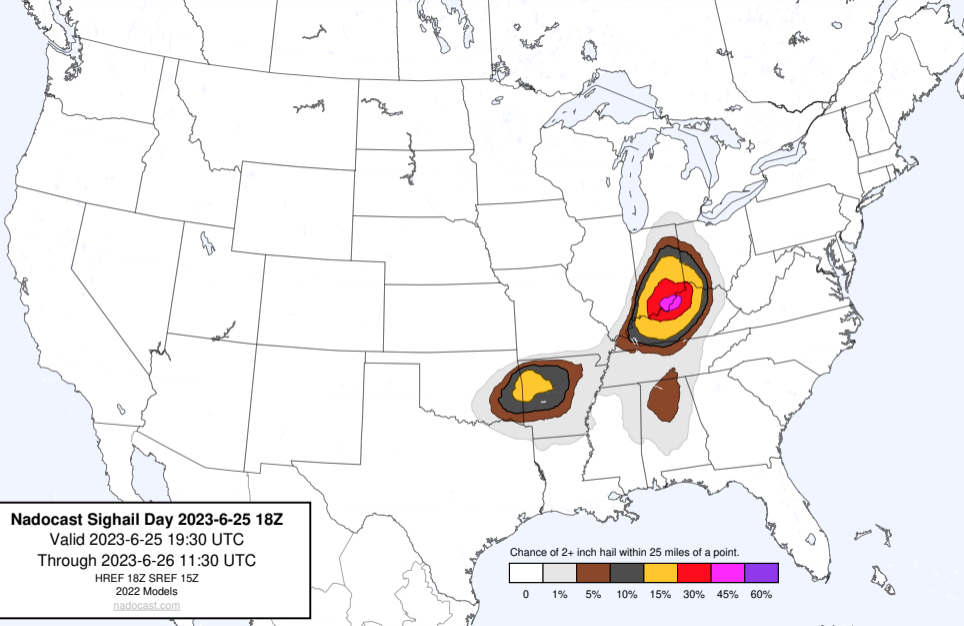 Nadocast Sighail Day 2023-6-25 18Z
Valid 2023-6-25 19:30 UTC
Through 2023-6-26 11:30 UTC
HREF 18Z SREF 15Z
2022 Models
nadocast.com
Chance of 2+ inch hail within 25 miles of a point.
0 1% 5% 10% 15% 30% 45% 60%